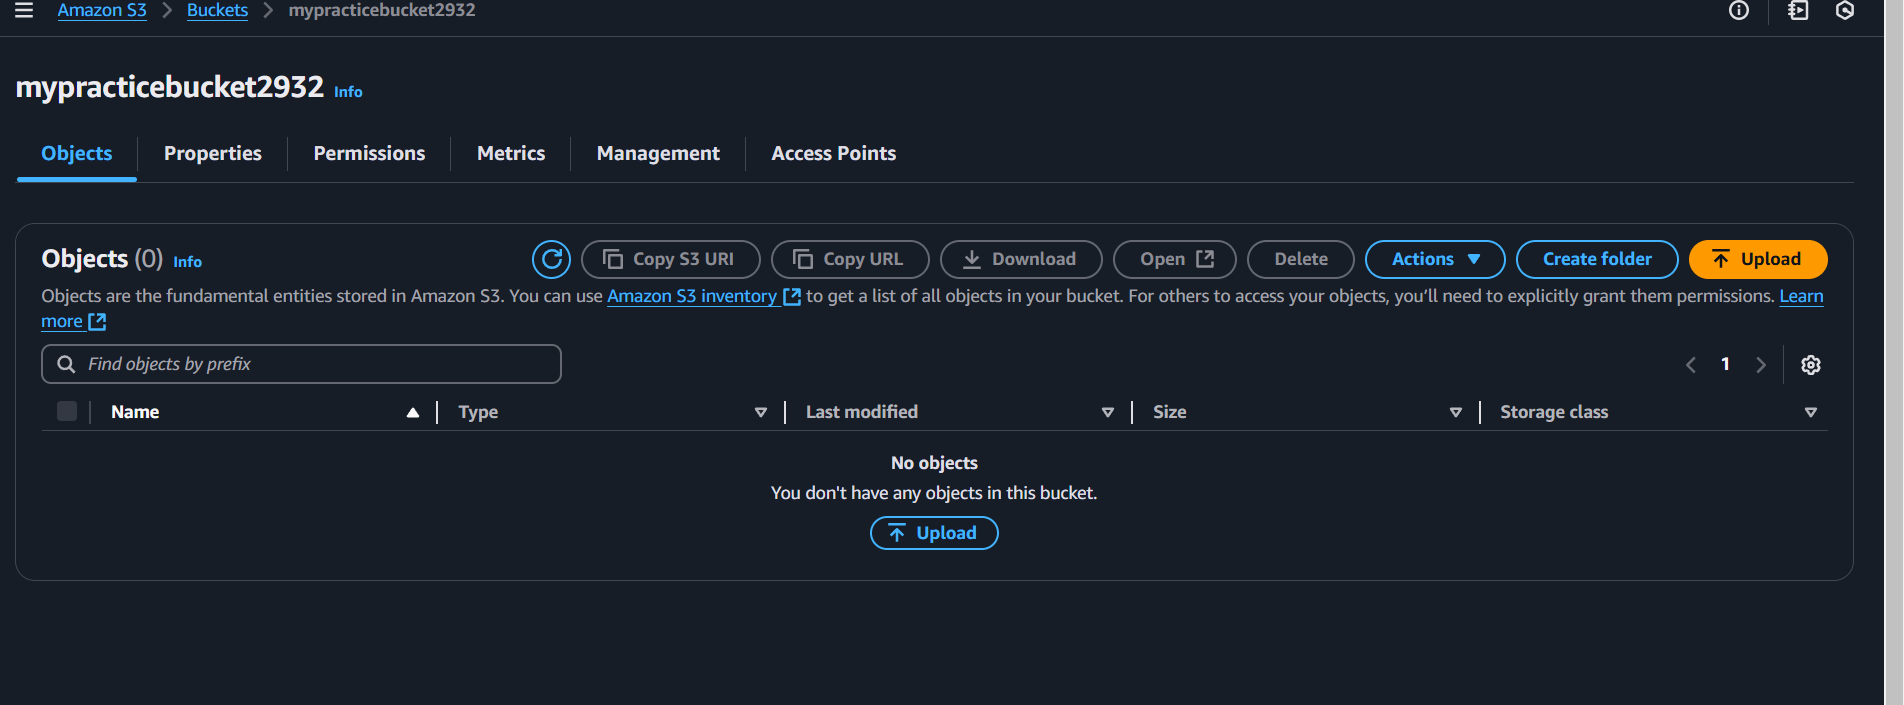 Amazon S3 > Buckets > mypracticebucket2932
mypracticebucket2932 Info
Objects Properties Permissions Metrics Management Access Points
Objects (0) Info Copy S3 URI Copy URL Download Open Delete Actions Create folder Upload
Objects are the fundamental entities stored in Amazon S3. You can use Amazon S3 inventory to get a list of all objects in your bucket. For others to access your objects, you’ll need to explicitly grant them permissions. Learn
more
Find objects by prefix 1
Name Type Last modified Size Storage class
No objects
You don't have any objects in this bucket.
Upload